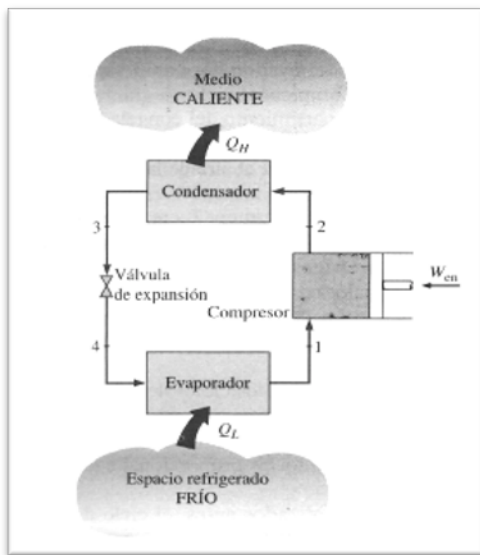 Medio
CALIENTE
Q_H
Condensador
3
2
Válvula
de expansión
W_en
Compresor
4
1
Evaporador
Q_L
Espacio refrigerado
FRÍO